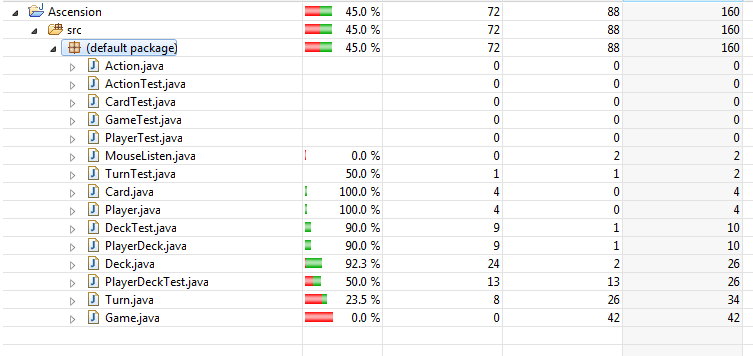 Ascension 45.0 % 72 88 160
src 45.0 % 72 88 160
(default package) 45.0 % 72 88 160
Action.java 0 0 0
ActionTest.java 0 0 0
CardTest.java 0 0 0
GameTest.java 0 0 0
PlayerTest.java 0 0 0
MouseListen.java 0.0 % 0 2 2
TurnTest.java 50.0 % 1 1 2
Card.java 100.0 % 4 0 4
Player.java 100.0 % 4 0 4
DeckTest.java 90.0 % 9 1 10
PlayerDeck.java 90.0 % 9 1 10
Deck.java 92.3 % 24 2 26
PlayerDeckTest.java 50.0 % 13 13 26
Turn.java 23.5 % 8 26 34
Game.java 0.0 % 0 42 42